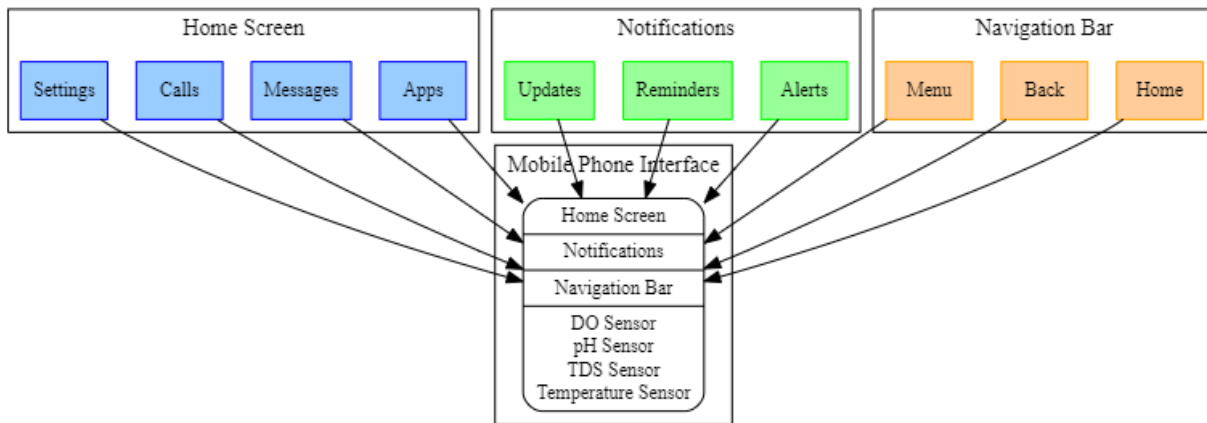 Home Screen
Notifications
Navigation Bar
Settings
Calls
Messages
Apps
Updates
Reminders
Alerts
Menu
Back
Home
Mobile Phone Interface
Home Screen
Notifications
Navigation Bar
DO Sensor
pH Sensor
TDS Sensor
Temperature Sensor